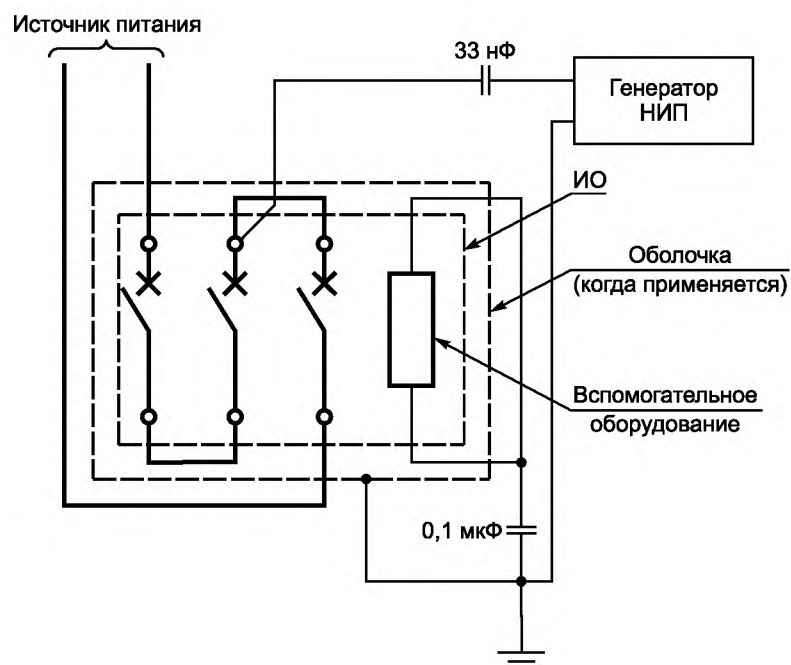 Источник питания
33 нФ
Генератор
НИП
ИО
Оболочка
(когда применяется)
Вспомогательное
оборудование
0,1 мкФ